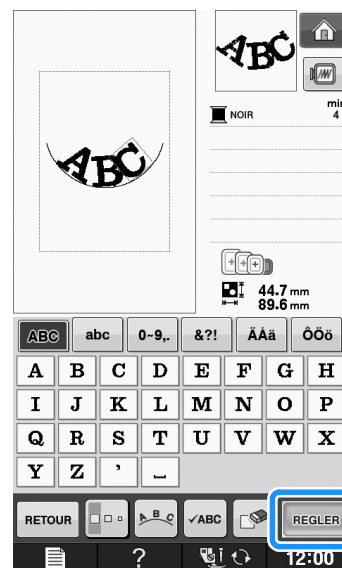 ABC
ABC
NOIR
min
4
44.7 mm
89.6 mm
ABC abc 0~9,. &?! ÄÅä ÔÖö
A B C D E F G H
I J K L M N O P
Q R S T U V W X
Y Z ’ ⎵
RETOUR ABC ✓ABC REGLER
? 12:00